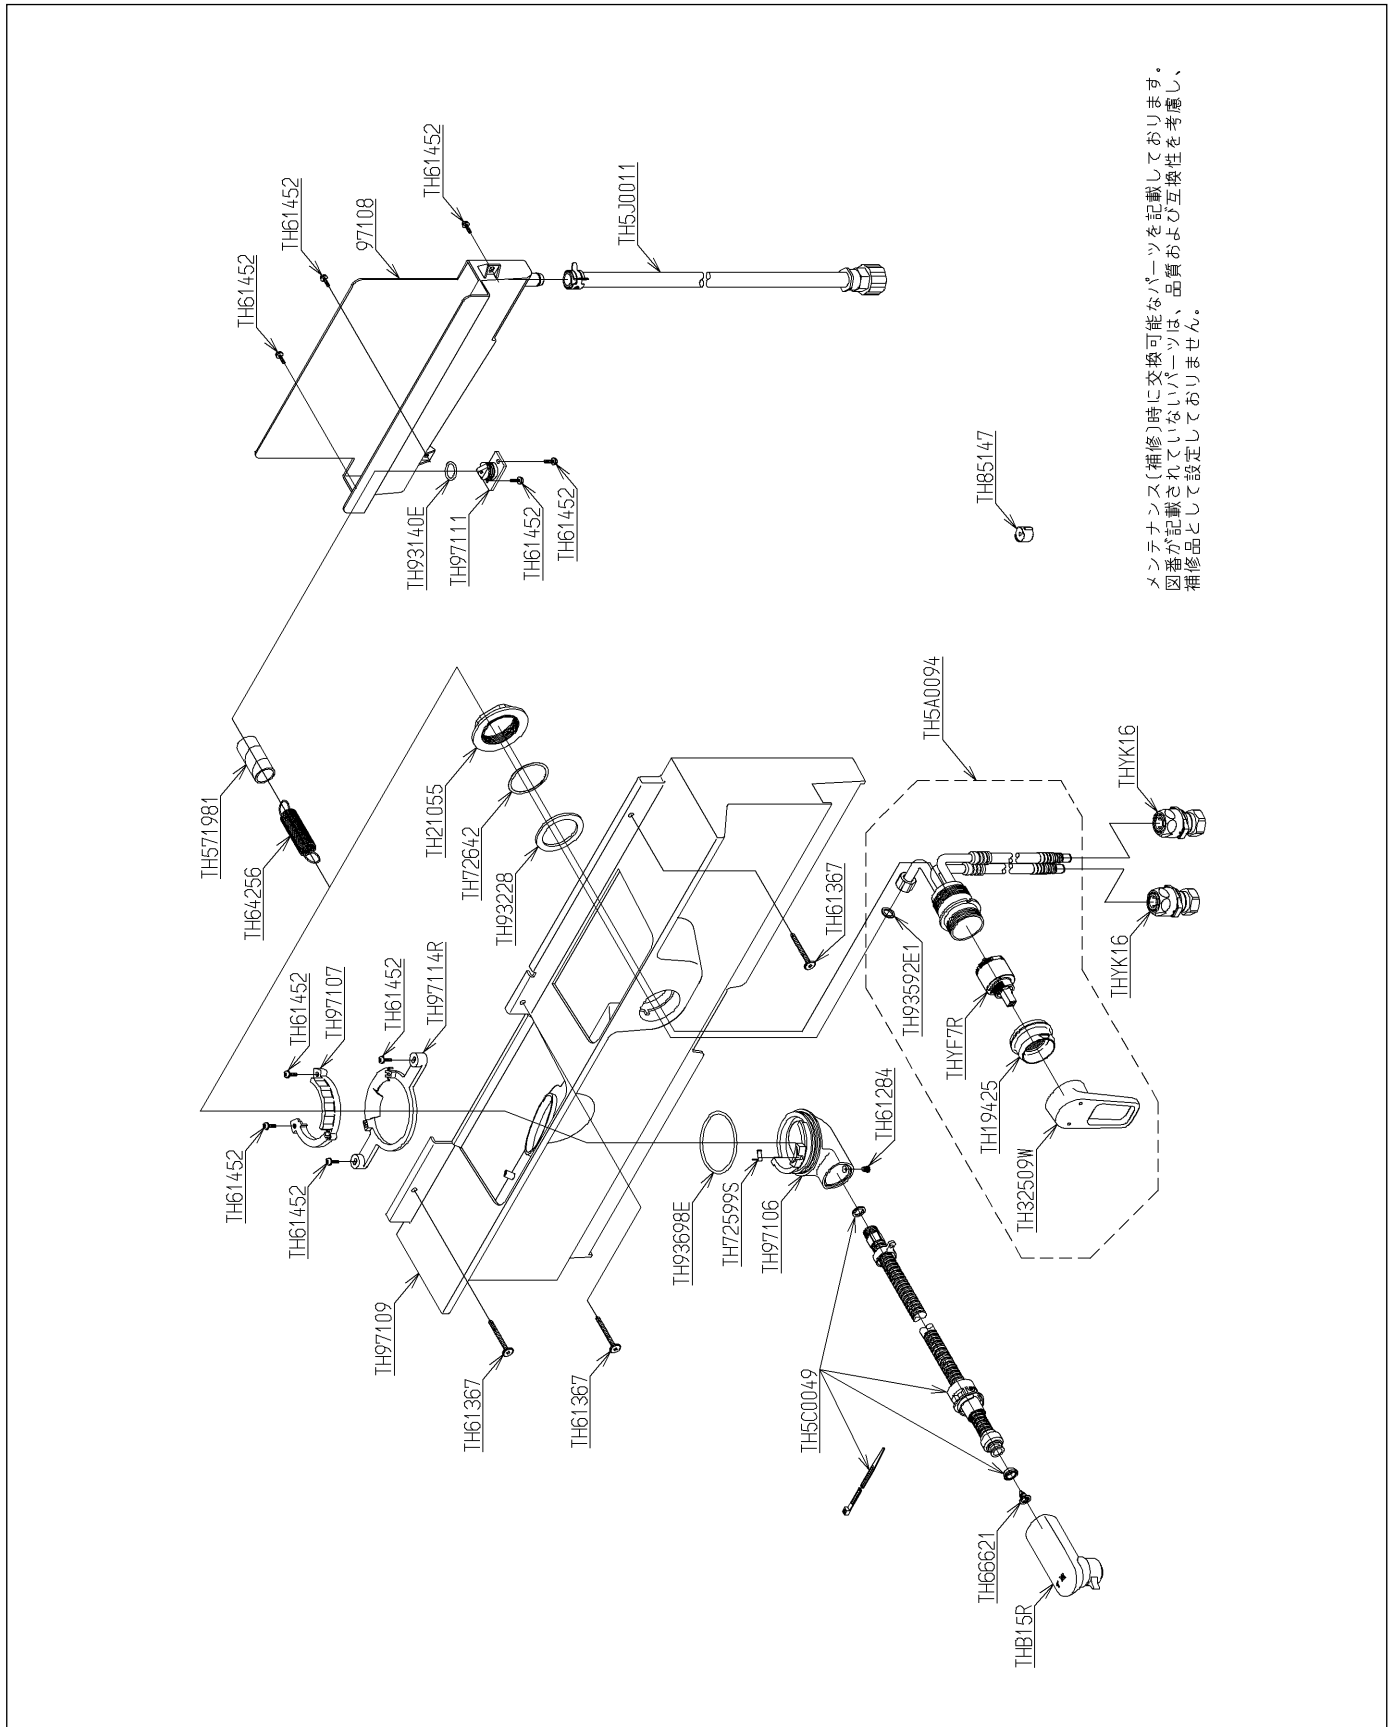 TH61452
TH61452
TH61452
97108
TH5J0011
TH93140E
TH97111
TH61452
TH61452
TH85147
メンテナンス(補修)時に交換可能なパーツを記載しております。
図番が記載されていないパーツは、品質および互換性を考慮し、
補修品として設定しておりません。
TH571981
TH64256
TH21055
TH72642
TH93228
TH5A0094
THYK16
THYK16
TH61367
TH93592E1
THYF7R
TH19425
TH32509W
TH61452
TH97107
TH61452
TH97114R
TH61452
TH61452
TH97109
TH61367
TH61367
TH93698E
TH72599S
TH97106
TH61284
TH5C0049
TH66621
THB15R